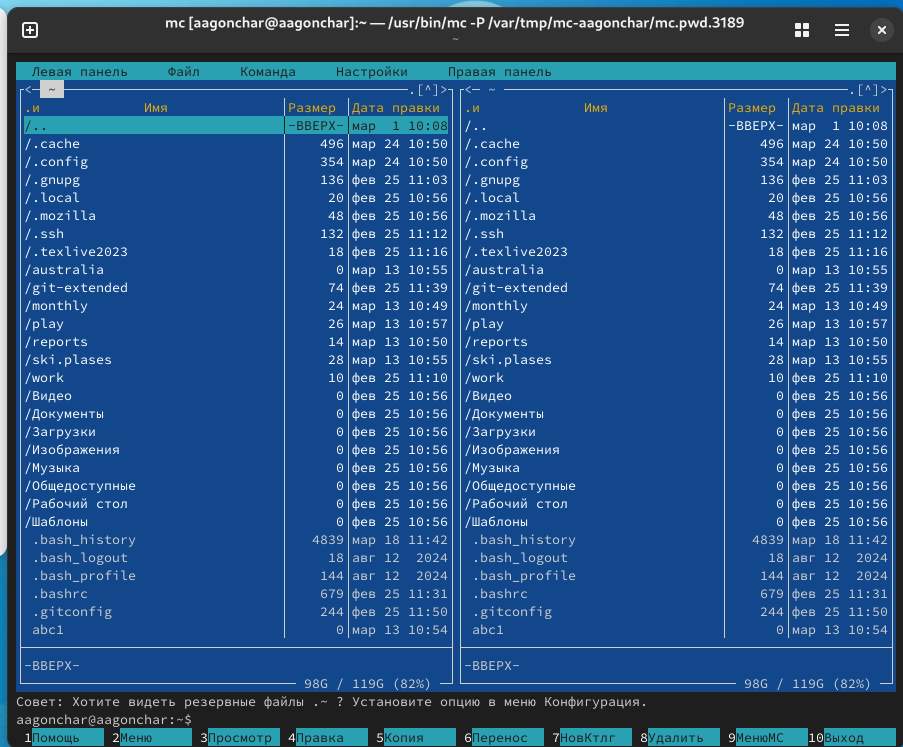 mc [aagonchar@aagonchar]:~ — /usr/bin/mc -P /var/tmp/mc-aagonchar/mc.pwd.3189
~
Левая панель Файл Команда Настройки Правая панель
<─ ~ .[^]> <─ ~ .[^]>
.и Имя Размер Дата правки .и Имя Размер Дата правки
/.. -ВВЕРХ- мар 1 10:08 /.. -ВВЕРХ- мар 1 10:08
/.cache 496 мар 24 10:50 /.cache 496 мар 24 10:50
/.config 354 мар 24 10:50 /.config 354 мар 24 10:50
/.gnupg 136 фев 25 11:03 /.gnupg 136 фев 25 11:03
/.local 20 фев 25 10:56 /.local 20 фев 25 10:56
/.mozilla 48 фев 25 10:56 /.mozilla 48 фев 25 10:56
/.ssh 132 фев 25 11:12 /.ssh 132 фев 25 11:12
/.texlive2023 18 фев 25 11:16 /.texlive2023 18 фев 25 11:16
/australia 0 мар 13 10:55 /australia 0 мар 13 10:55
/git-extended 74 фев 25 11:39 /git-extended 74 фев 25 11:39
/monthly 24 мар 13 10:49 /monthly 24 мар 13 10:49
/play 26 мар 13 10:57 /play 26 мар 13 10:57
/reports 14 мар 13 10:50 /reports 14 мар 13 10:50
/ski.plases 28 мар 13 10:55 /ski.plases 28 мар 13 10:55
/work 10 фев 25 11:10 /work 10 фев 25 11:10
/Видео 0 фев 25 10:56 /Видео 0 фев 25 10:56
/Документы 0 фев 25 10:56 /Документы 0 фев 25 10:56
/Загрузки 0 фев 25 10:56 /Загрузки 0 фев 25 10:56
/Изображения 0 фев 25 10:56 /Изображения 0 фев 25 10:56
/Музыка 0 фев 25 10:56 /Музыка 0 фев 25 10:56
/Общедоступные 0 фев 25 10:56 /Общедоступные 0 фев 25 10:56
/Рабочий стол 0 фев 25 10:56 /Рабочий стол 0 фев 25 10:56
/Шаблоны 0 фев 25 10:56 /Шаблоны 0 фев 25 10:56
.bash_history 4839 мар 18 11:42 .bash_history 4839 мар 18 11:42
.bash_logout 18 авг 12 2024 .bash_logout 18 авг 12 2024
.bash_profile 144 авг 12 2024 .bash_profile 144 авг 12 2024
.bashrc 679 фев 25 11:31 .bashrc 679 фев 25 11:31
.gitconfig 244 фев 25 11:50 .gitconfig 244 фев 25 11:50
abc1 0 мар 13 10:54 abc1 0 мар 13 10:54
-ВВЕРХ- -ВВЕРХ-
98G / 119G (82%) 98G / 119G (82%)
Совет: Хотите видеть резервные файлы .~ ? Установите опцию в меню Конфигурация.
aagonchar@aagonchar:~$
1Помощь 2Меню 3Просмотр 4Правка 5Копия 6Перенос 7НовКтлг 8Удалить 9МенюMC 10Выход